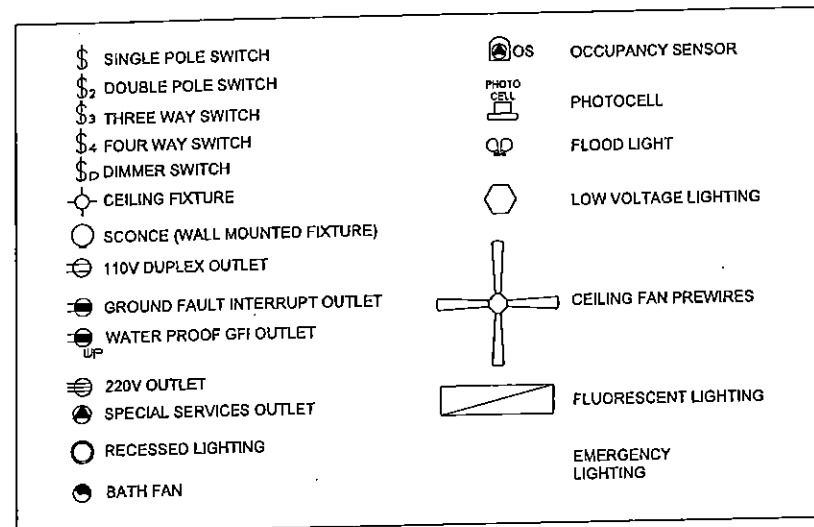 $ SINGLE POLE SWITCH
$2 DOUBLE POLE SWITCH
$3 THREE WAY SWITCH
$4 FOUR WAY SWITCH
$D DIMMER SWITCH
CEILING FIXTURE
SCONCE (WALL MOUNTED FIXTURE)
110V DUPLEX OUTLET
GROUND FAULT INTERRUPT OUTLET
WATER PROOF GFI OUTLET
WP
220V OUTLET
SPECIAL SERVICES OUTLET
RECESSED LIGHTING
BATH FAN
OS OCCUPANCY SENSOR
PHOTO
CELL
PHOTOCELL
FLOOD LIGHT
LOW VOLTAGE LIGHTING
CEILING FAN PREWIRES
FLUORESCENT LIGHTING
EMERGENCY
LIGHTING